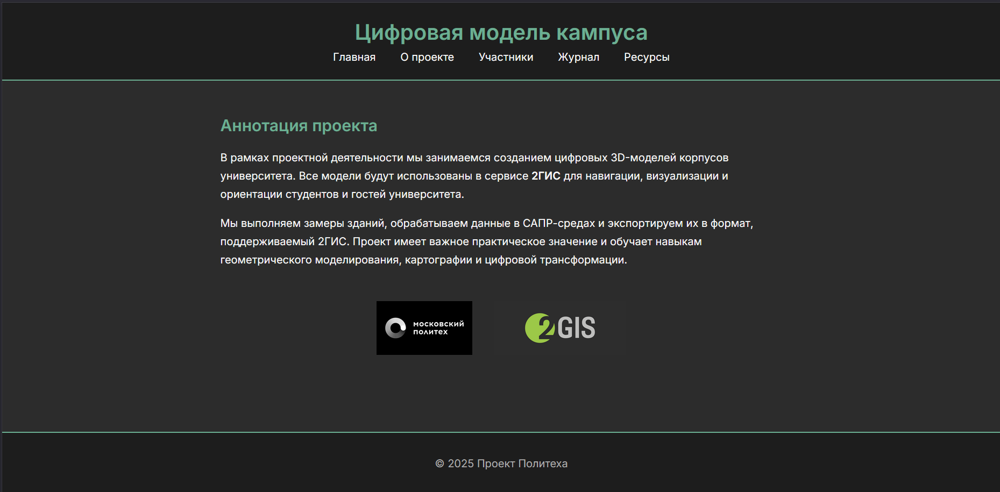 Цифровая модель кампуса
Главная О проекте Участники Журнал Ресурсы
Аннотация проекта
В рамках проектной деятельности мы занимаемся созданием цифровых 3D-моделей корпусов
университета. Все модели будут использованы в сервисе 2ГИС для навигации, визуализации и
ориентации студентов и гостей университета.
Мы выполняем замеры зданий, обрабатываем данные в САПР-средах и экспортируем их в формат,
поддерживаемый 2ГИС. Проект имеет важное практическое значение и обучает навыкам
геометрического моделирования, картографии и цифровой трансформации.
московский
политех
2GIS
© 2025 Проект Политеха